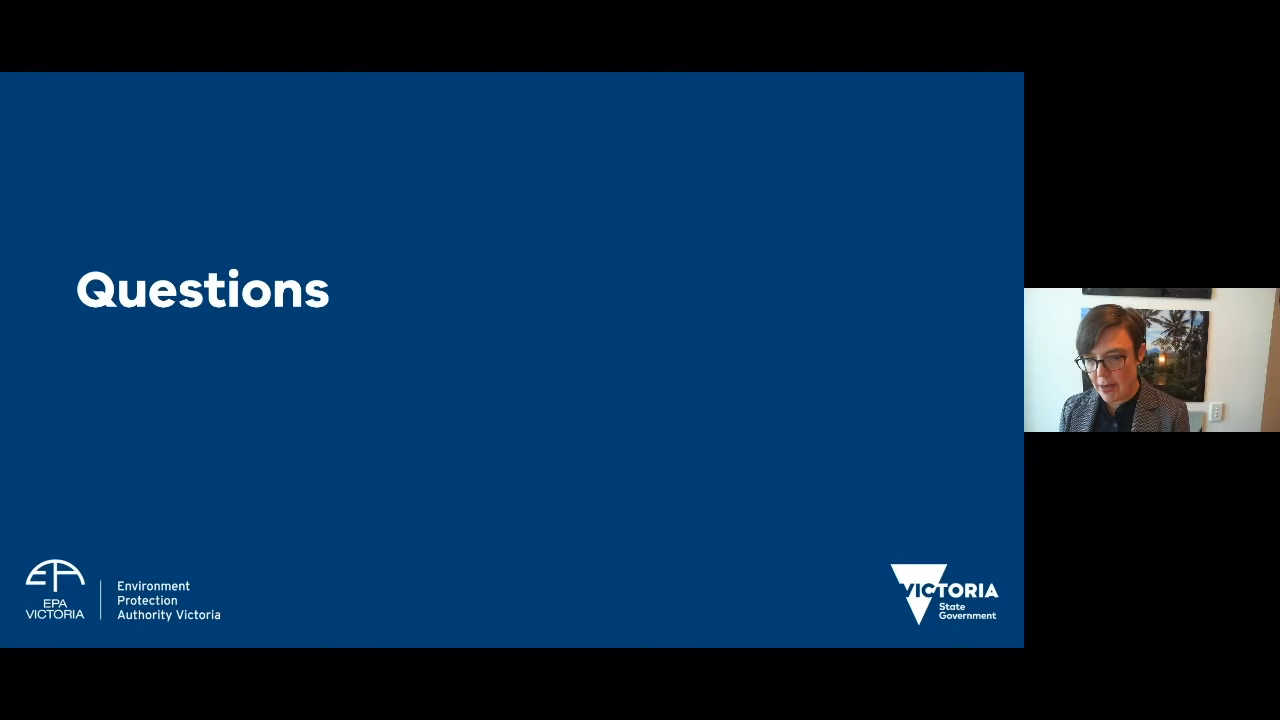 Questions
EPA
VICTORIA
Environment
Protection
Authority Victoria
VICTORIA
State
Government